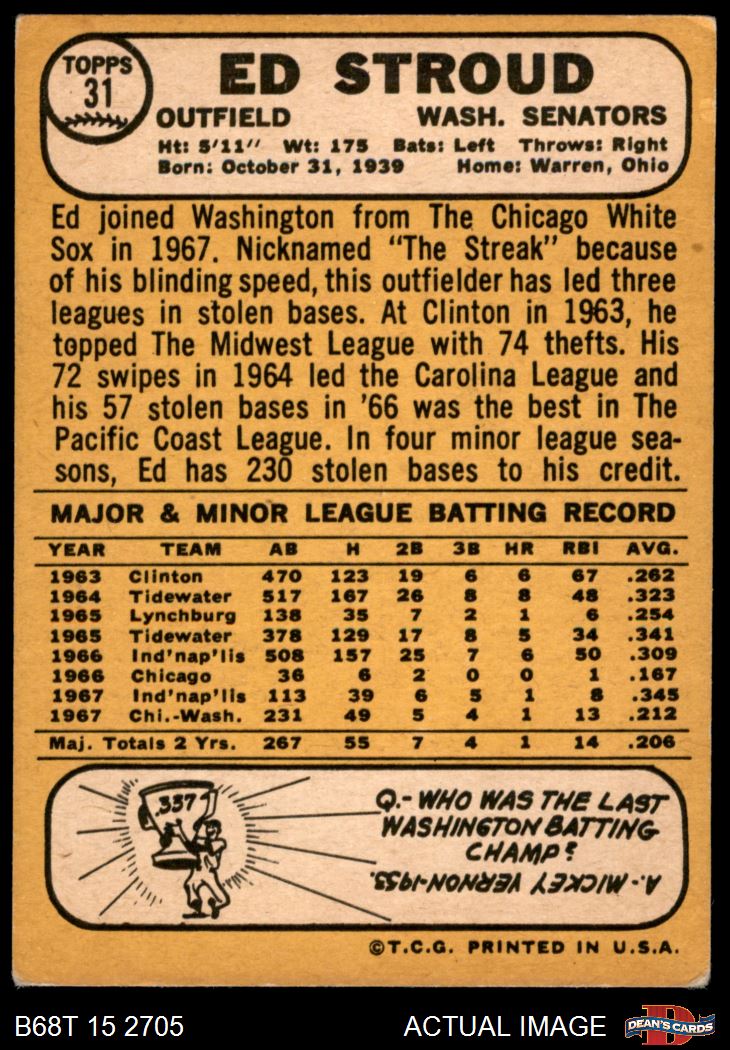 TOPPS
31
ED STROUD
OUTFIELD WASH. SENATORS
Ht: 5'11" Wt: 175 Bats: Left Throws: Right
Born: October 31, 1939 Home: Warren, Ohio
Ed joined Washington from The Chicago White
Sox in 1967. Nicknamed "The Streak" because
of his blinding speed, this outfielder has led three
leagues in stolen bases. At Clinton in 1963, he
topped The Midwest League with 74 thefts. His
72 swipes in 1964 led the Carolina League and
his 57 stolen bases in '66 was the best in The
Pacific Coast League. In four minor league sea-
sons, Ed has 230 stolen bases to his credit.
MAJOR & MINOR LEAGUE BATTING RECORD
YEAR TEAM AB H 2B 3B HR RBI AVG.
1963 Clinton 470 123 19 6 6 67 .262
1964 Tidewater 517 167 26 8 8 48 .323
1965 Lynchburg 138 35 7 2 1 6 .254
1965 Tidewater 378 129 17 8 5 34 .341
1966 Ind'nap'lis 508 157 25 7 6 50 .309
1966 Chicago 36 6 2 0 0 1 .167
1967 Ind'nap'lis 113 39 6 5 1 8 .345
1967 Chi.-Wash. 231 49 5 4 1 13 .212
Maj. Totals 2 Yrs. 267 55 7 4 1 14 .206
.337
Q.- WHO WAS THE LAST
WASHINGTON BATTING
CHAMP?
A.- MICKEY VERNON-1953.
©T.C.G. PRINTED IN U.S.A.
B68T 15 2705 ACTUAL IMAGE
D
DEAN'S CARDS